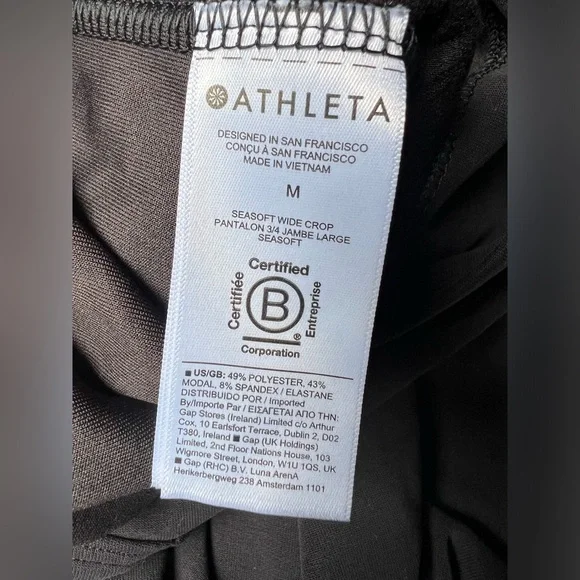 ATHLETA
DESIGNED IN SAN FRANCISCO
CONÇU À SAN FRANCISCO
MADE IN VIETNAM
M
SEASOFT WIDE CROP
PANTALON 3/4 JAMBE LARGE
SEASOFT
Certified
Certifiée
B
Entreprise
®
Corporation
■ US/GB: 49% POLYESTER, 43%
MODAL, 8% SPANDEX / ELASTANE
DISTRIBUIDO POR / Imported
By/Importe Par / ΕΙΣΑΓΕΤΑΙ ΑΠΟ ΤΗΝ:
Gap Stores (Ireland) Limited c/o Arthur
Cox, 10 Earlsfort Terrace, Dublin 2, D02
T380, Ireland ■ Gap (UK Holdings)
Limited, 2nd Floor Nations House, 103
Wigmore Street, London, W1U 1QS, UK
■ Gap (RHC) B.V. Luna ArenA
Herikerbergweg 238 Amsterdam 1101